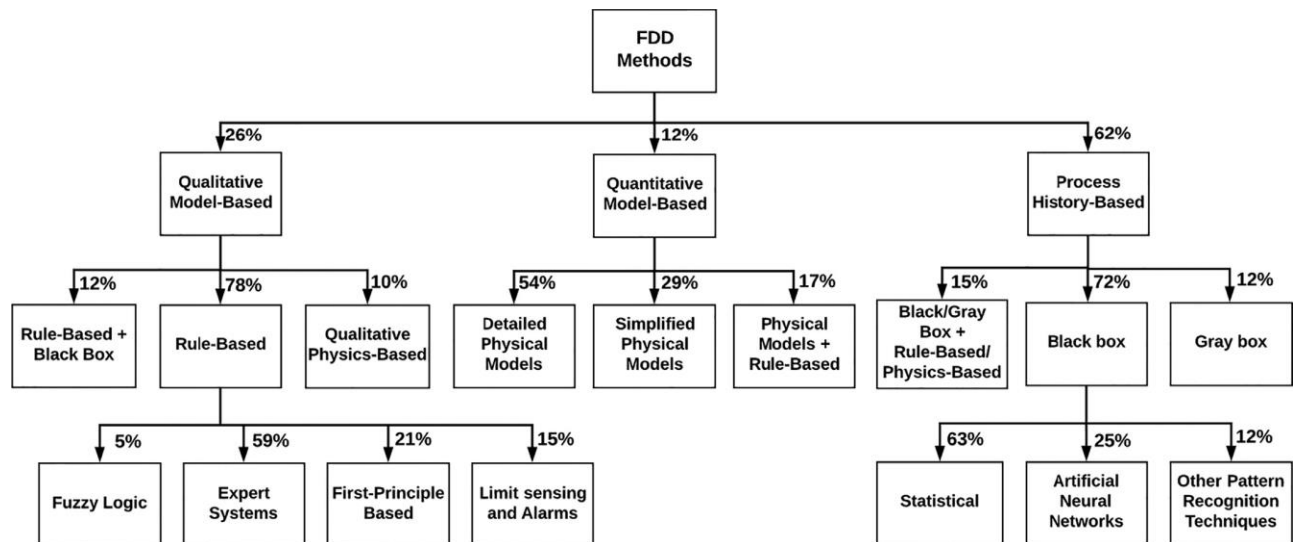 FDD
Methods
26%
12%
62%
Qualitative
Model-Based
Quantitative
Model-Based
Process
History-Based
12%
78%
10%
54%
29%
17%
15%
72%
12%
Rule-Based +
Black Box
Rule-Based
Qualitative
Physics-Based
Detailed
Physical
Models
Simplified
Physical
Models
Physical
Models +
Rule-Based
Black/Gray
Box +
Rule-Based/
Physics-Based
Black box
Gray box
5%
59%
21%
15%
63%
25%
12%
Fuzzy Logic
Expert
Systems
First-Principle
Based
Limit sensing
and Alarms
Statistical
Artificial
Neural
Networks
Other Pattern
Recognition
Techniques